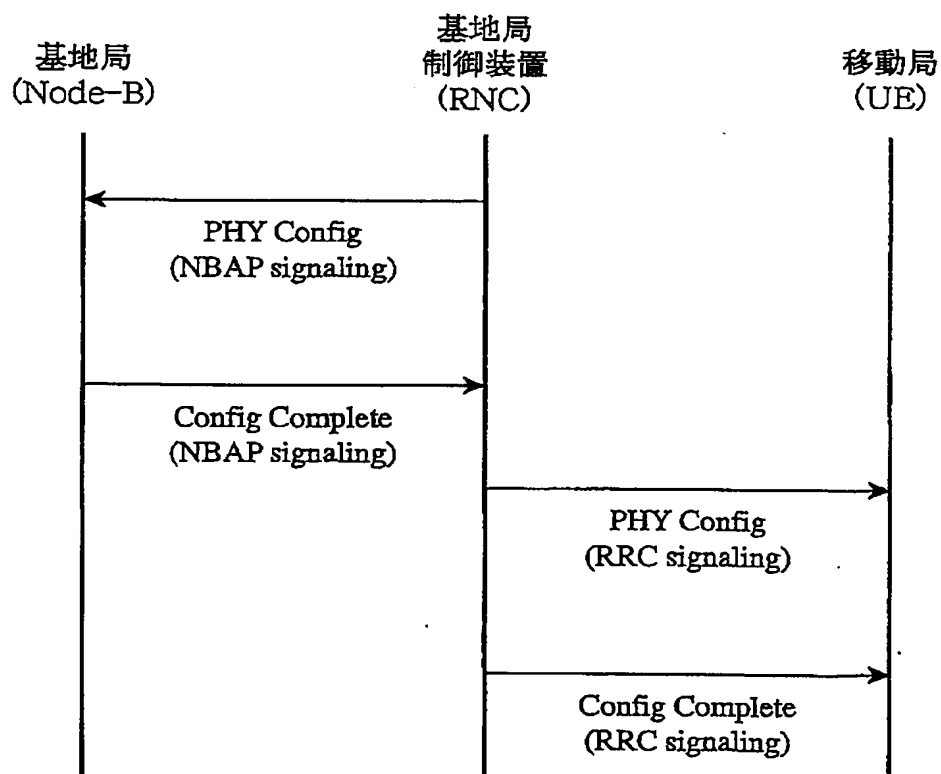 基地局
(Node-B)
基地局
制御装置
(RNC)
移動局
(UE)
PHY Config
(NBAP signaling)
Config Complete
(NBAP signaling)
PHY Config
(RRC signaling)
Config Complete
(RRC signaling)